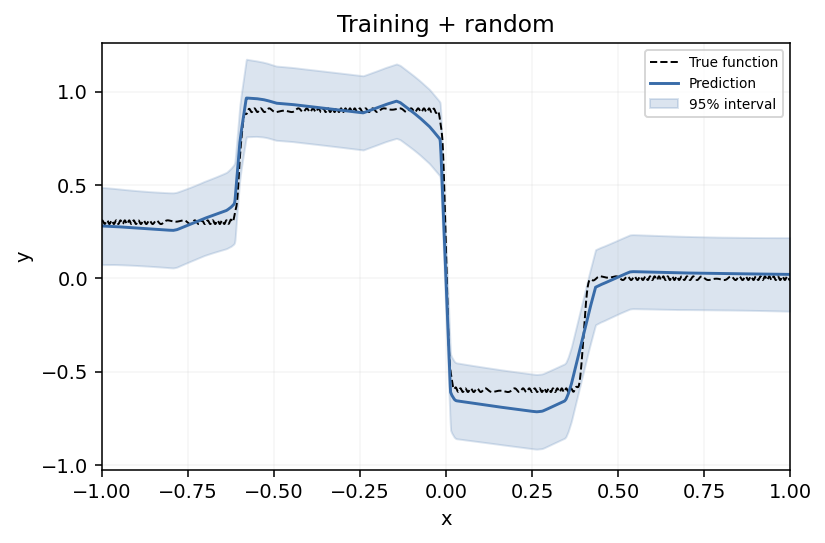 Training + random
True function
Prediction
95% interval
1.0
0.5
0.0
−0.5
−1.0
y
−1.00 −0.75 −0.50 −0.25 0.00 0.25 0.50 0.75 1.00
x